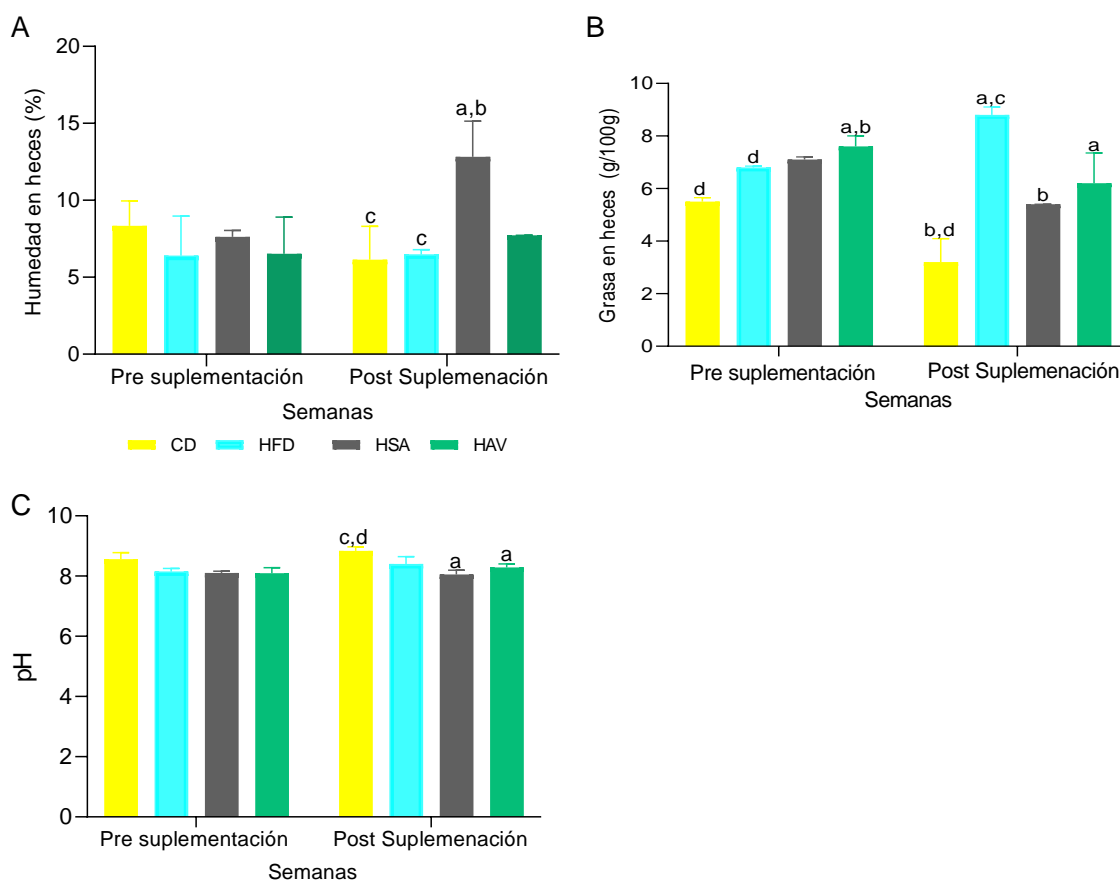 A
Humedad en heces (%)
20
15
10
5
0
a,b
c
c
Pre suplementación
Post Suplemenación
Semanas
CD
HFD
HSA
HAV
B
Grasa en heces (g/100g)
10
8
6
4
2
0
d
d
a,b
b,d
a,c
b
a
Pre suplementación
Post Suplemenación
Semanas
C
pH
10
8
6
4
2
0
c,d
a
a
Pre suplementación
Post Suplemenación
Semanas